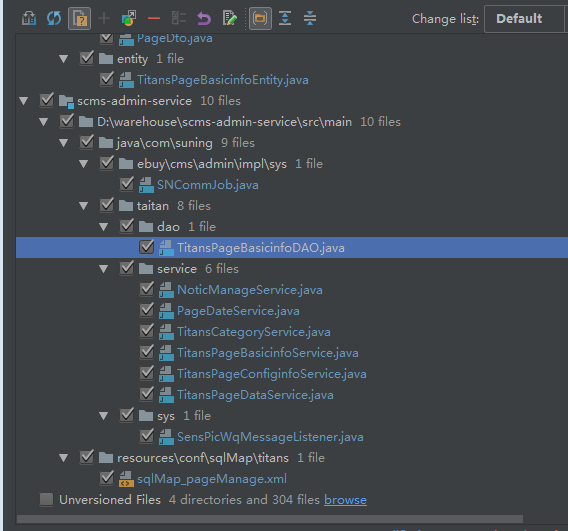 Change list: Default
PageDto.java
entity 1 file
TitansPageBasicinfoEntity.java
scms-admin-service 10 files
D:\warehouse\scms-admin-service\src\main 10 files
java\com\suning 9 files
ebuy\cms\admin\impl\sys 1 file
SNCommJob.java
taitan 8 files
dao 1 file
TitansPageBasicinfoDAO.java
service 6 files
NoticManageService.java
PageDateService.java
TitansCategoryService.java
TitansPageBasicinfoService.java
TitansPageConfiginfoService.java
TitansPageDataService.java
sys 1 file
SensPicWqMessageListener.java
resources\conf\sqlMap\titans 1 file
sqlMap_pageManage.xml
Unversioned Files 4 directories and 304 files browse